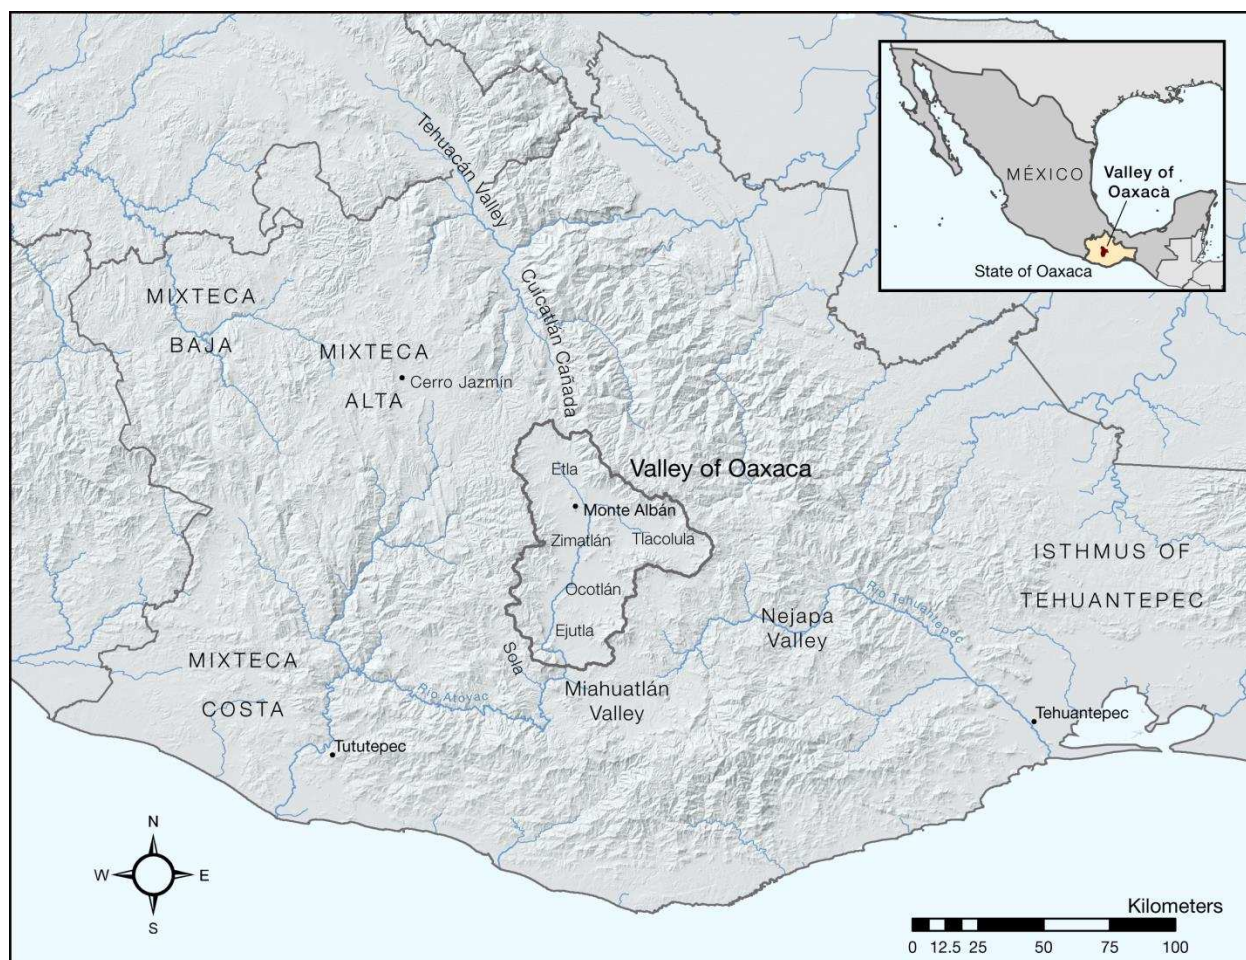 Tehuacán Valley
MÉXICO
Valley of
Oaxaca
State of Oaxaca
Cuicatlán Cañada
MIXTECA
BAJA
MIXTECA
ALTA
Cerro Jazmín
Valley of Oaxaca
Etla
Monte Albán
Zimatlán
Tlacolula
Ocotlán
Ejutla
Sola
Miahuatlán
Valley
Nejapa
Valley
Río Tehuantepec
ISTHMUS OF
TEHUANTEPEC
MIXTECA
COSTA
Río Atoyac
Tututepec
Tehuantepec
N
W
E
S
Kilometers
0 12.5 25 50 75 100